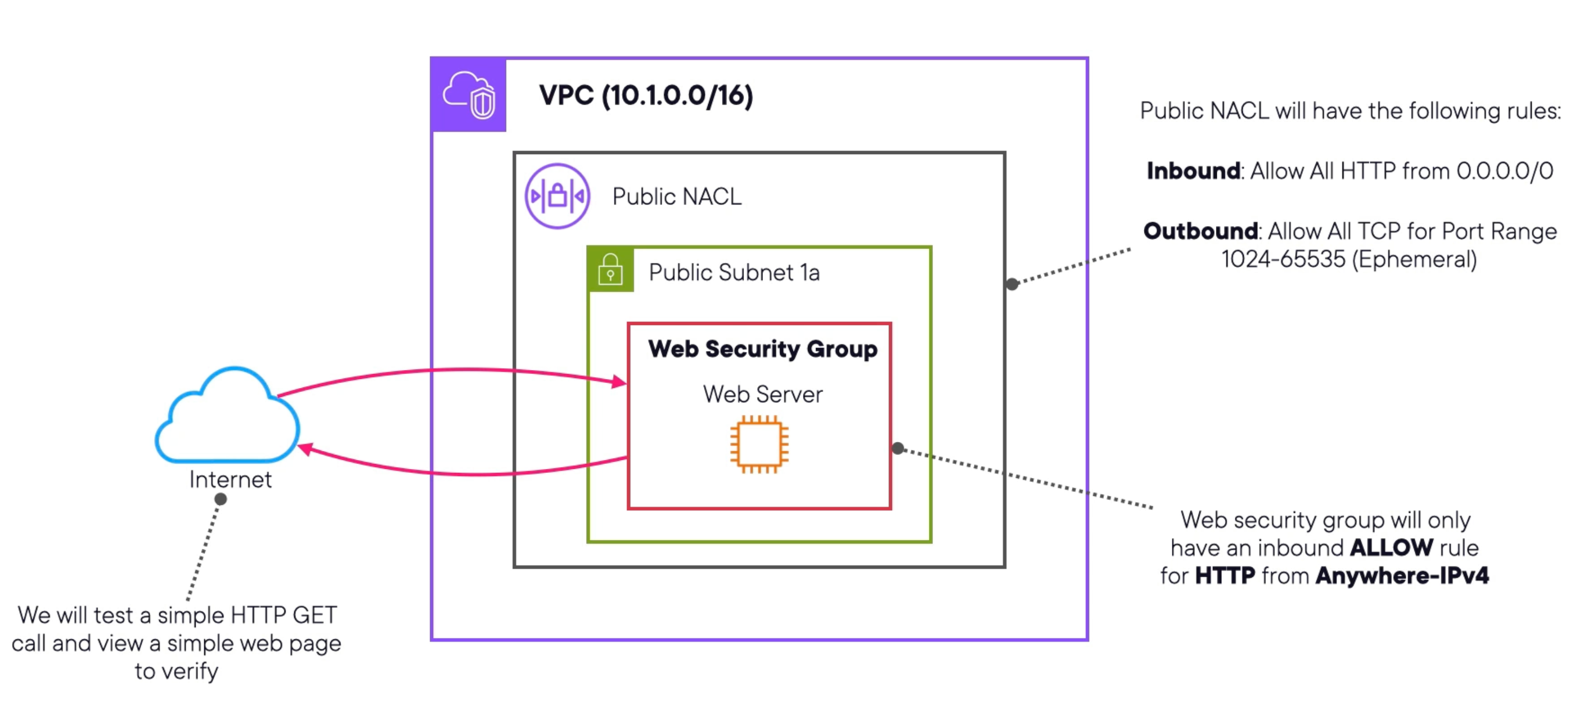 VPC (10.1.0.0/16)
Public NACL will have the following rules:
Inbound: Allow All HTTP from 0.0.0.0/0
Outbound: Allow All TCP for Port Range
1024-65535 (Ephemeral)
Public NACL
Public Subnet 1a
Web Security Group
Web Server
Internet
Web security group will only
have an inbound ALLOW rule
for HTTP from Anywhere-IPv4
We will test a simple HTTP GET
call and view a simple web page
to verify